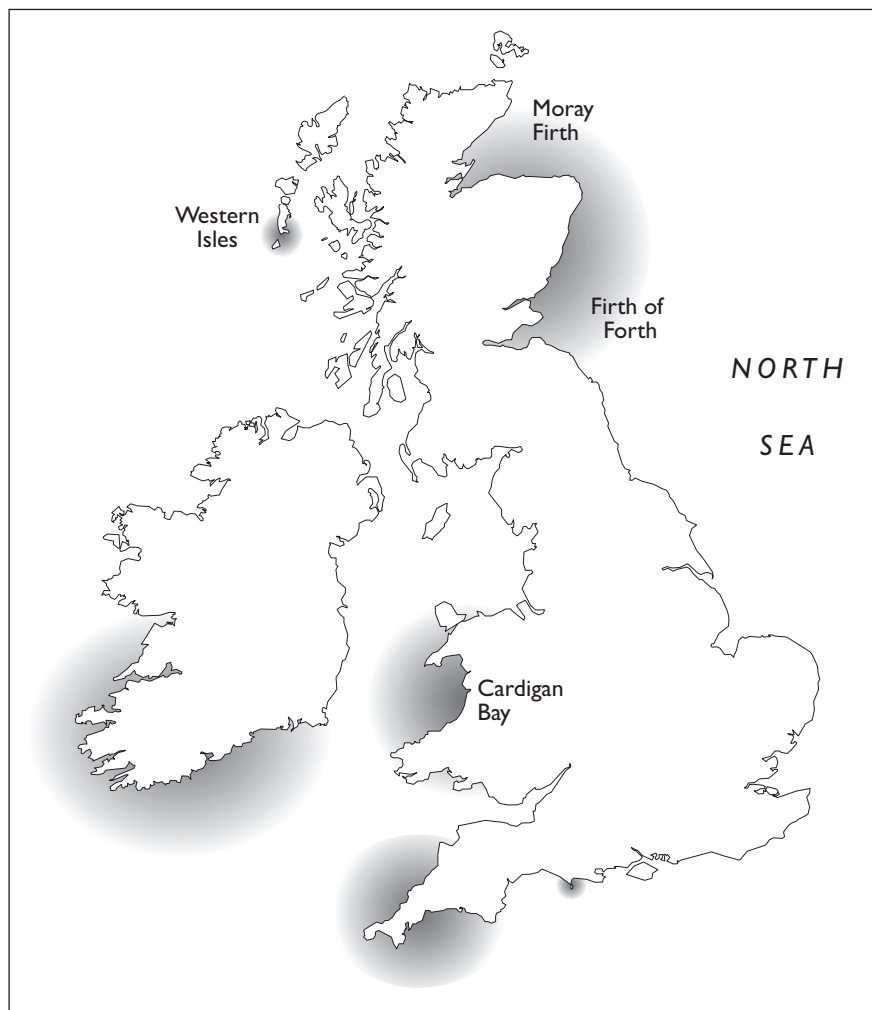 Moray
Firth
Western
Isles
Firth of
Forth
NORTH
SEA
Cardigan
Bay